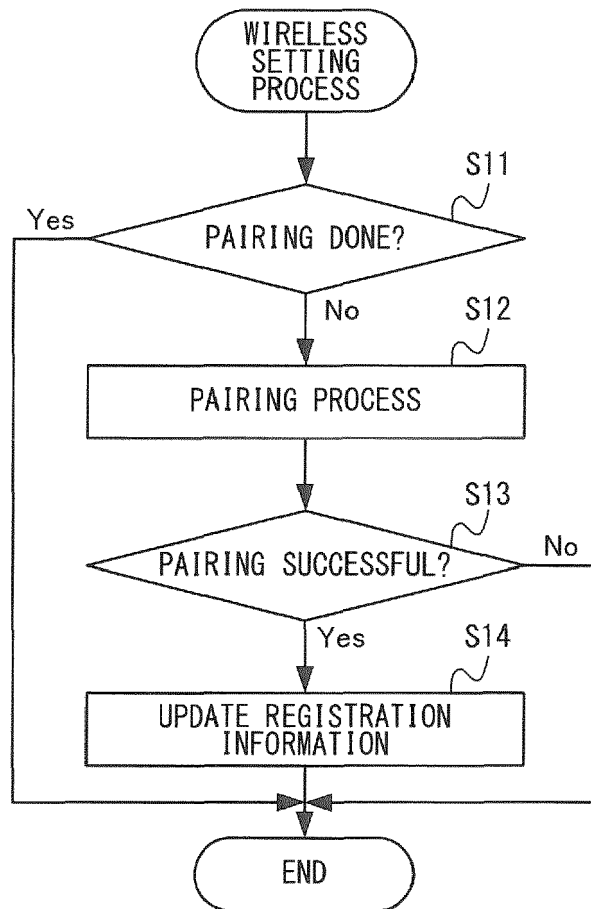 WIRELESS
SETTING
PROCESS
S11
Yes
PAIRING DONE?
No
S12
PAIRING PROCESS
S13
No
PAIRING SUCCESSFUL?
Yes
S14
UPDATE REGISTRATION
INFORMATION
END